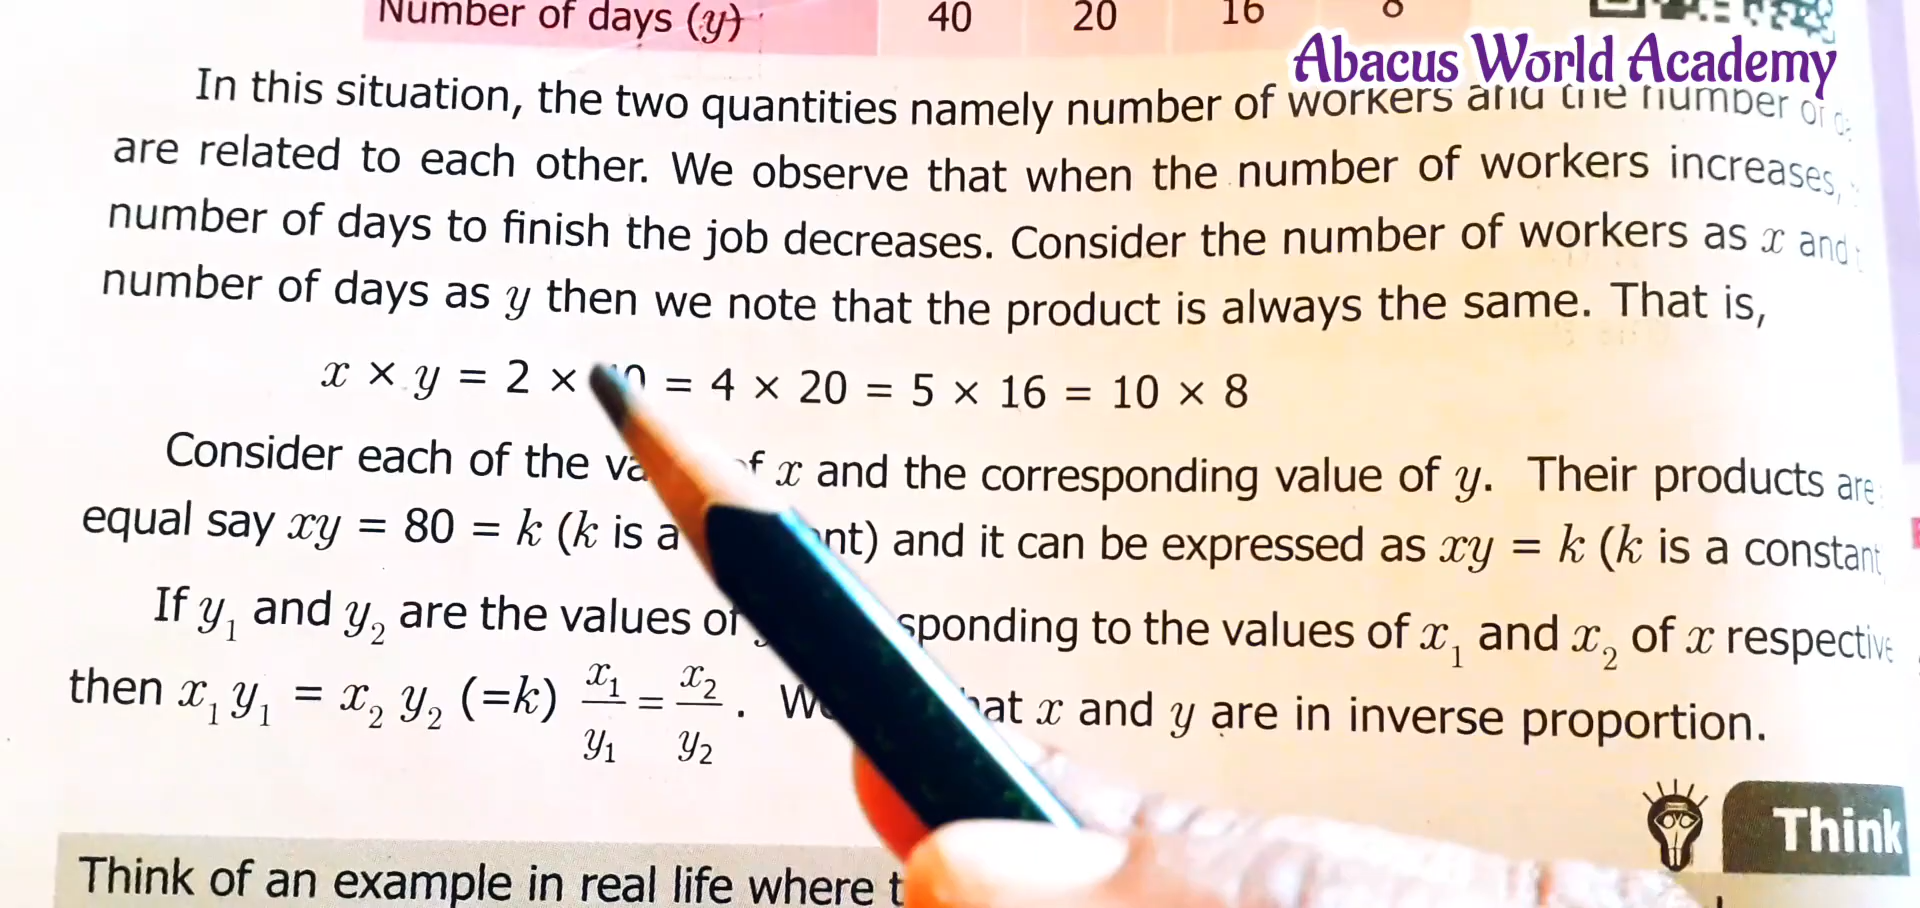 Number of days (y) 40 20 16 8
Abacus World Academy
In this situation, the two quantities namely number of workers and the number of
are related to each other. We observe that when the number of workers increases,
number of days to finish the job decreases. Consider the number of workers as x and
number of days as y then we note that the product is always the same. That is,
x × y = 2 × 0 = 4 × 20 = 5 × 16 = 10 × 8
Consider each of the of x and the corresponding value of y. Their products are
equal say xy = 80 = k (k is a nt) and it can be expressed as xy = k (k is a constant
If y₁ and y₂ are the values of sponding to the values of x₁ and x₂ of x respective
then x₁ y₁ = x₂ y₂ (=k) x₁/y₁ = x₂/y₂ . at x and y are in inverse proportion.
Think
Think of an example in real life where t